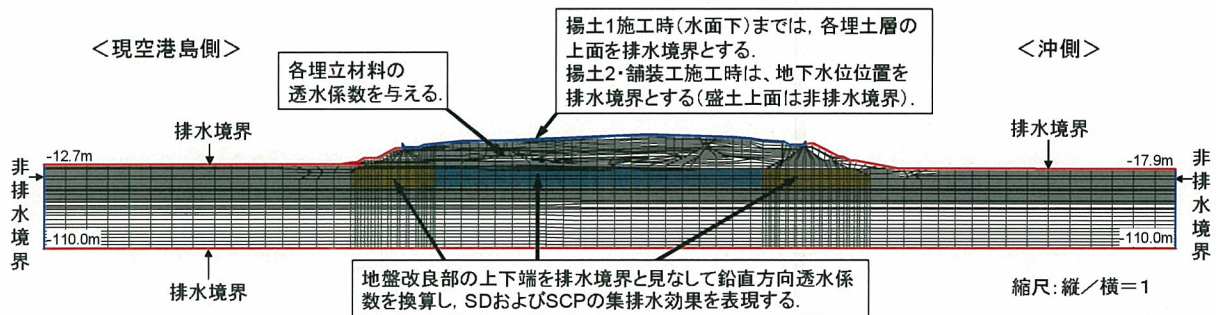 揚土1施工時(水面下)までは，各埋土層の
上面を排水境界とする．
揚土2・舗装工施工時は、地下水位位置を
排水境界とする(盛土上面は非排水境界)．
＜現空港島側＞
＜沖側＞
各埋立材料の
透水係数を与える．
排水境界
排水境界
-12.7m
-17.9m
非排水境界
非排水境界
-110.0m
-110.0m
排水境界
地盤改良部の上下端を排水境界と見なして鉛直方向透水係
数を換算し，SDおよびSCPの集排水効果を表現する．
縮尺：縦／横＝1